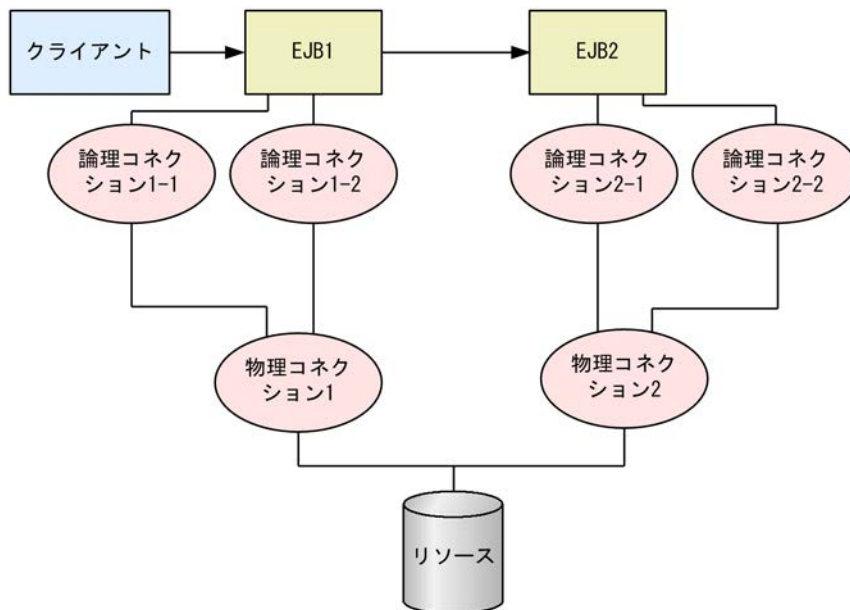 クライアント
EJB1
EJB2
論理コネク
ション1-1
論理コネク
ション1-2
論理コネク
ション2-1
論理コネク
ション2-2
物理コネク
ション1
物理コネク
ション2
リソース